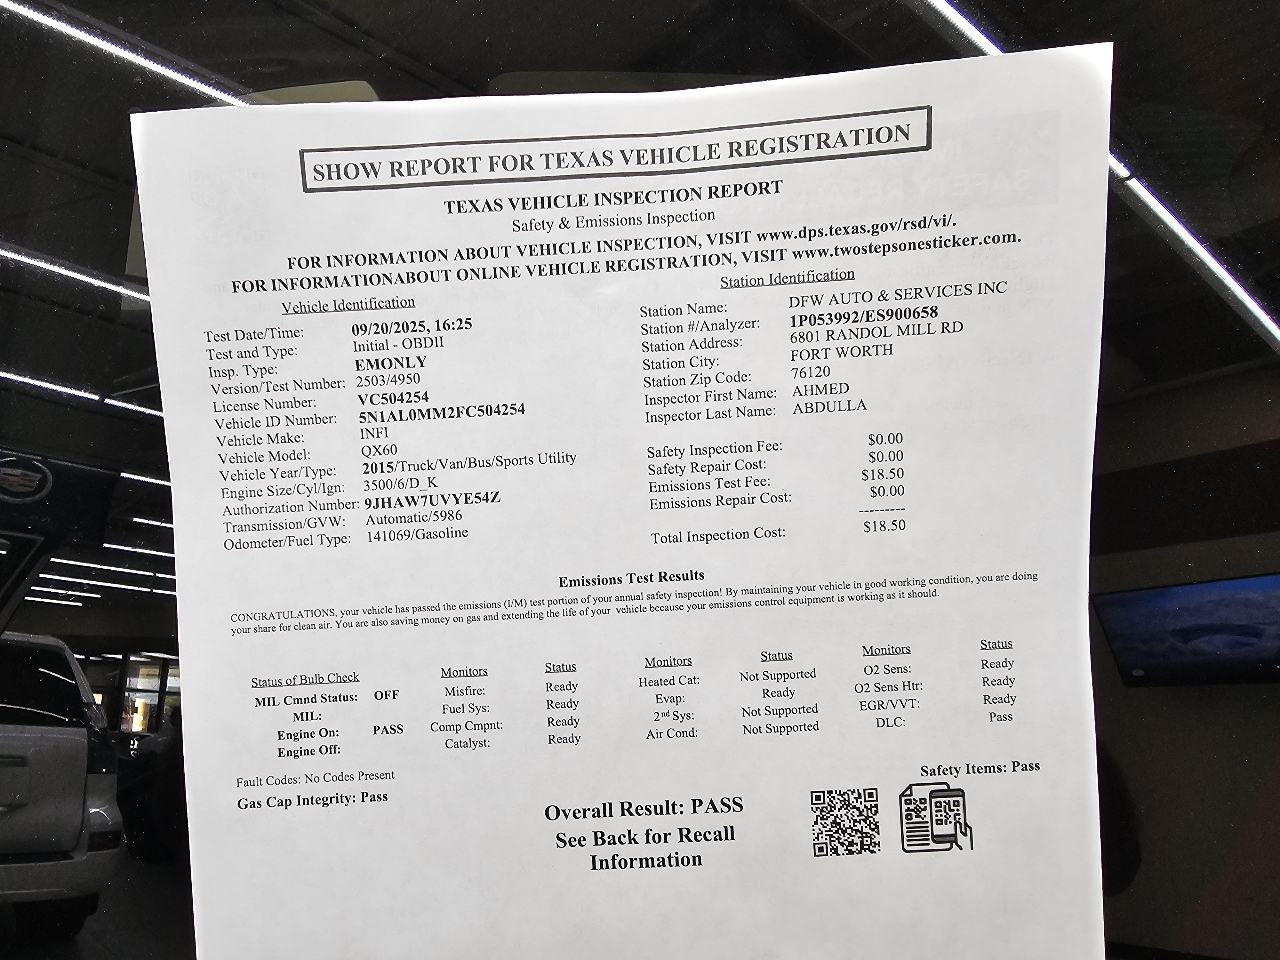 SHOW REPORT FOR TEXAS VEHICLE REGISTRATION
TEXAS VEHICLE INSPECTION REPORT
Safety & Emissions Inspection
FOR INFORMATION ABOUT VEHICLE INSPECTION, VISIT www.dps.texas.gov/rsd/vi/.
FOR INFORMATIONABOUT ONLINE VEHICLE REGISTRATION, VISIT www.twostepsonesticker.com.
Vehicle Identification
Test Date/Time: 09/20/2025, 16:25
Test and Type: Initial - OBDII
Insp. Type: EMONLY
Version/Test Number: 2503/4950
License Number: VC504254
Vehicle ID Number: 5N1AL0MM2FC504254
Vehicle Make: INFI
Vehicle Model: QX60
Vehicle Year/Type: 2015/Truck/Van/Bus/Sports Utility
Engine Size/Cyl/Ign: 3500/6/D_K
Authorization Number: 9JHAW7UVYE54Z
Transmission/GVW: Automatic/5986
Odometer/Fuel Type: 141069/Gasoline
Station Identification
Station Name: DFW AUTO & SERVICES INC
Station #/Analyzer: 1P053992/ES900658
Station Address: 6801 RANDOL MILL RD
Station City: FORT WORTH
Station Zip Code: 76120
Inspector First Name: AHMED
Inspector Last Name: ABDULLA
Safety Inspection Fee: $0.00
Safety Repair Cost: $0.00
Emissions Test Fee: $18.50
Emissions Repair Cost: $0.00
---------
Total Inspection Cost: $18.50
Emissions Test Results
CONGRATULATIONS, your vehicle has passed the emissions (I/M) test portion of your annual safety inspection! By maintaining your vehicle in good working condition, you are doing
your share for clean air. You are also saving money on gas and extending the life of your vehicle because your emissions control equipment is working as it should.
Status of Bulb Check
MIL Cmnd Status: OFF
MIL:
Engine On: PASS
Engine Off:
Monitors Status
Misfire: Ready
Fuel Sys: Ready
Comp Cmpnt: Ready
Catalyst: Ready
Monitors Status
Heated Cat: Not Supported
Evap: Ready
2nd Sys: Not Supported
Air Cond: Not Supported
Monitors Status
O2 Sens: Ready
O2 Sens Htr: Ready
EGR/VVT: Ready
DLC: Pass
Fault Codes: No Codes Present
Gas Cap Integrity: Pass
Safety Items: Pass
Overall Result: PASS
See Back for Recall
Information